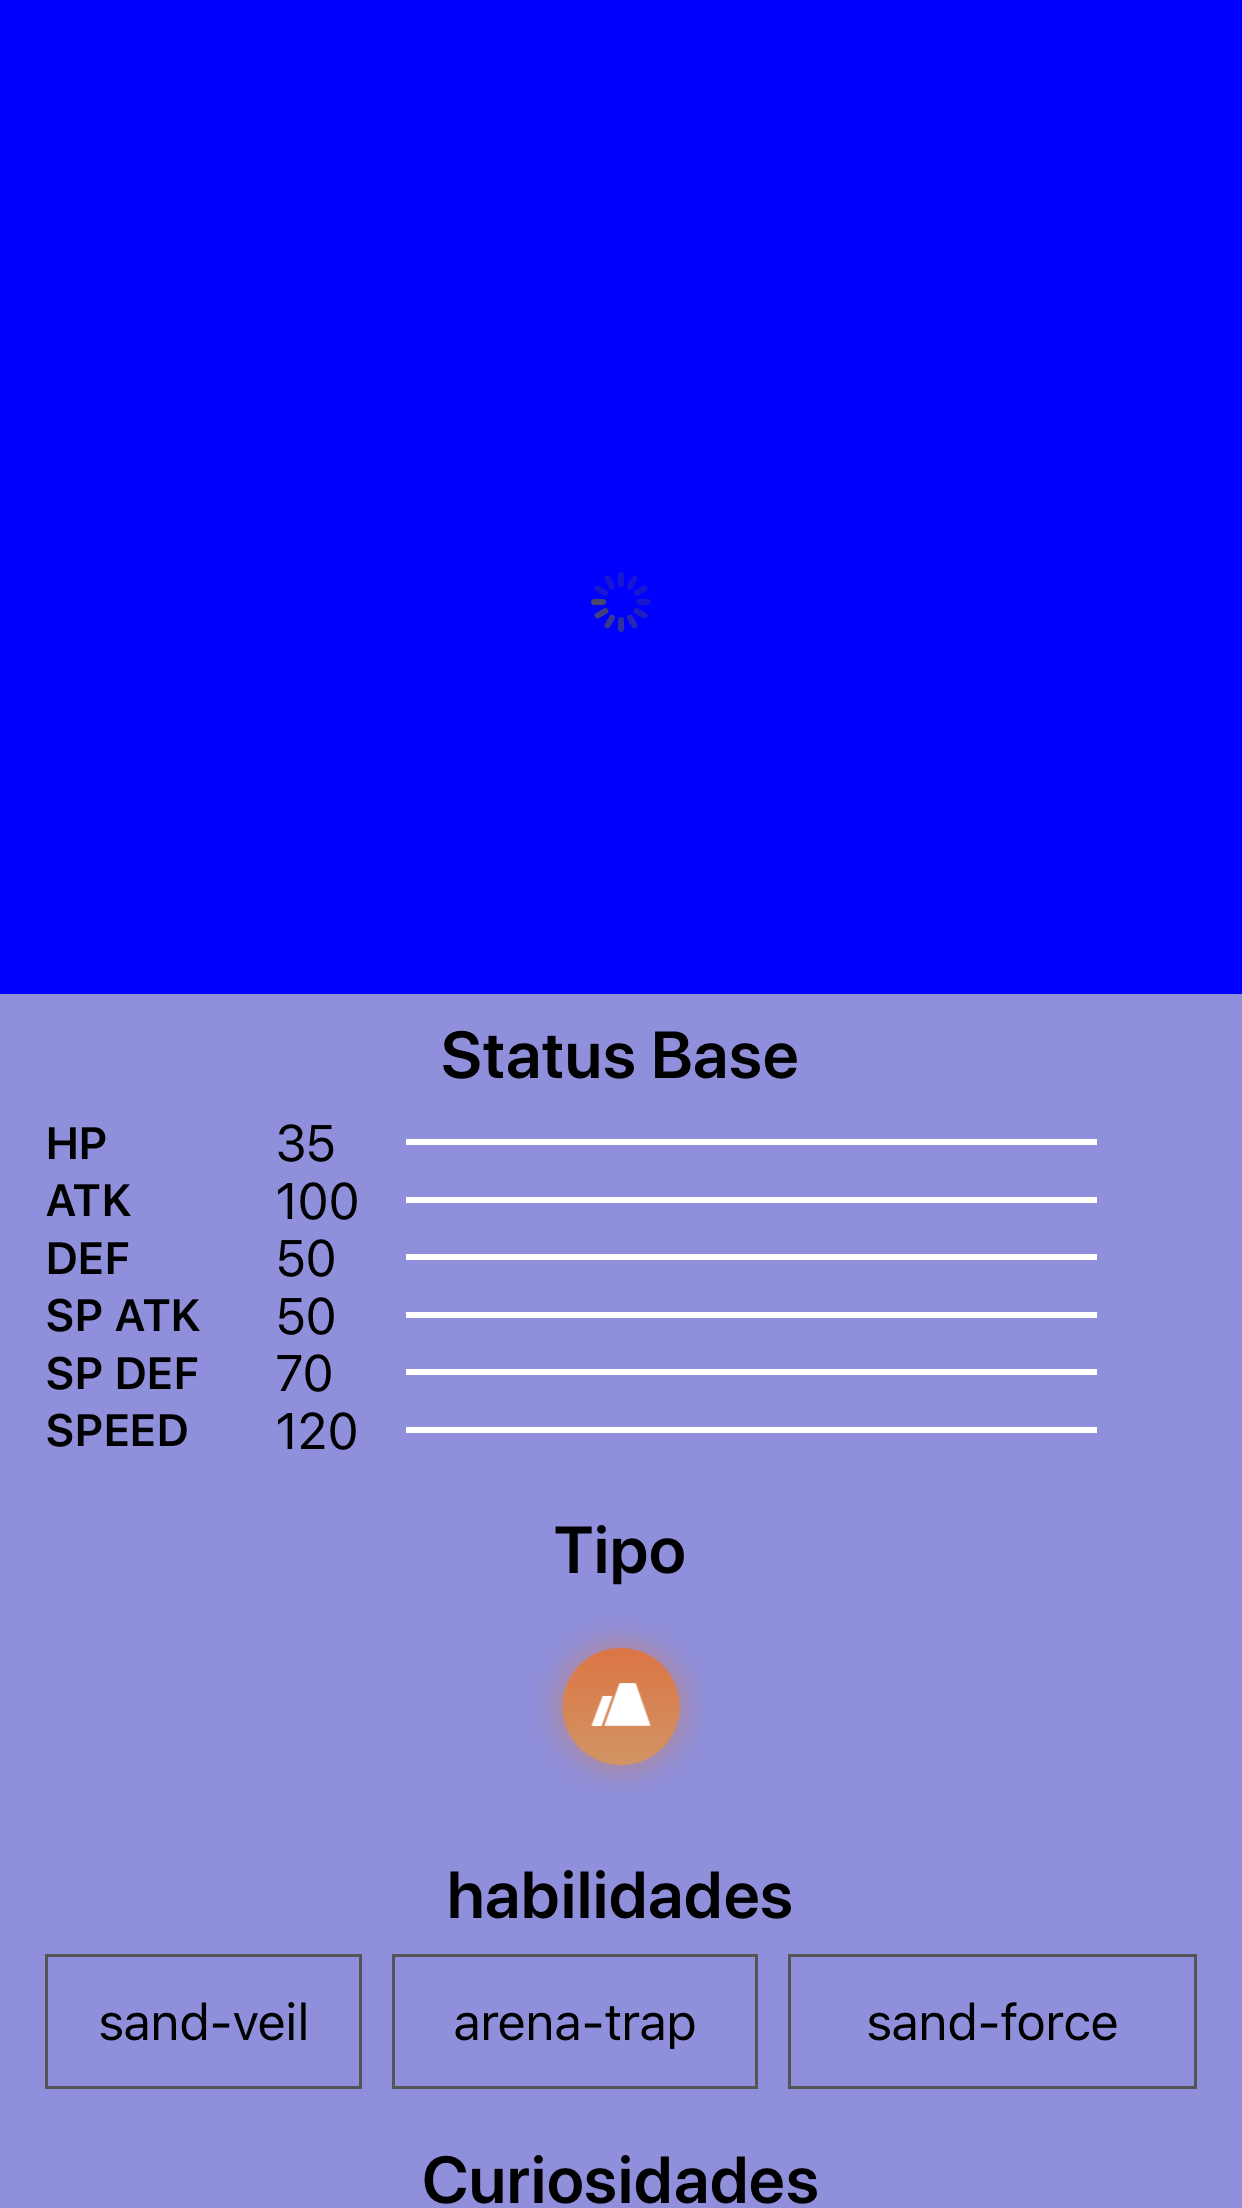 Status Base
HP 35
ATK 100
DEF 50
SP ATK 50
SP DEF 70
SPEED 120
Tipo
habilidades
sand-veil arena-trap sand-force
Curiosidades